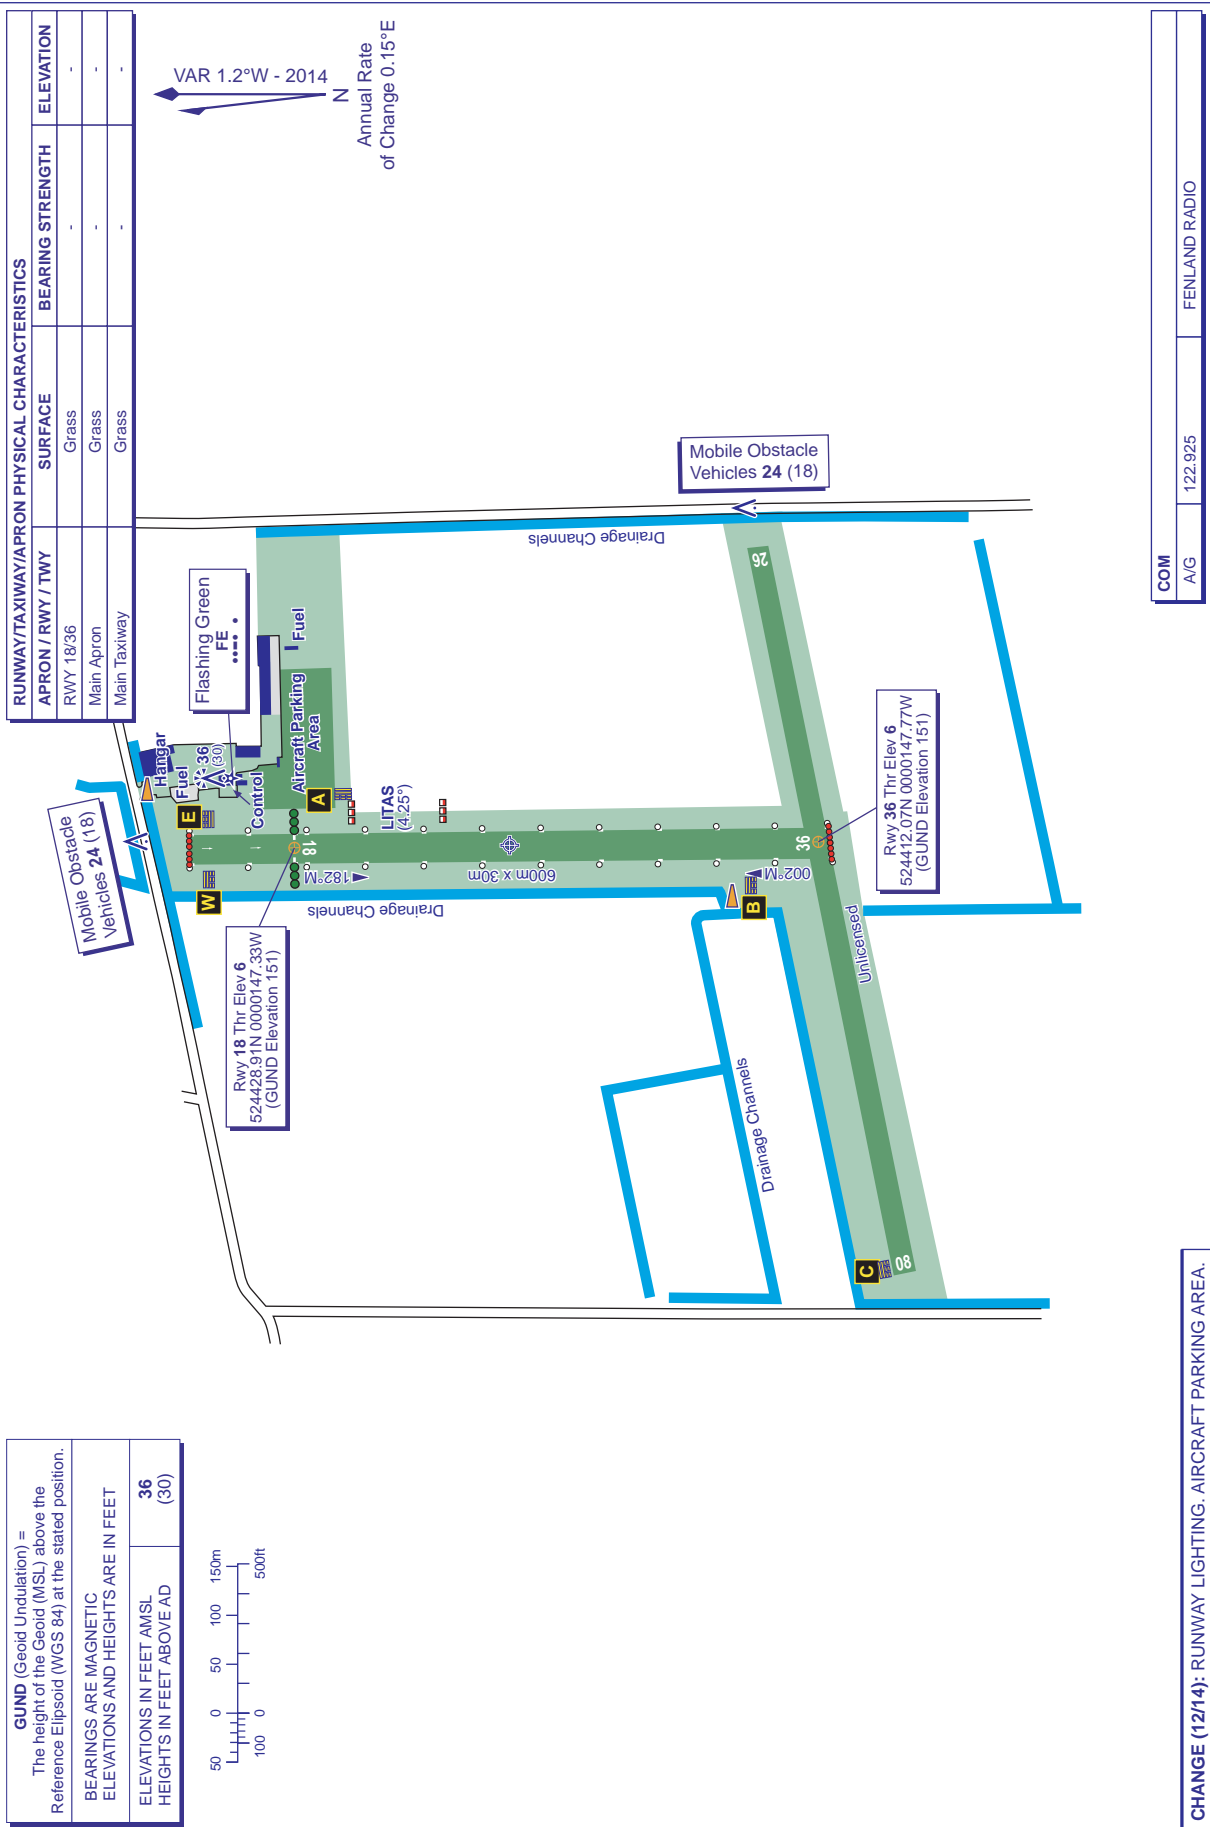 GUND (Geoid Undulation) =
The height of the Geoid (MSL) above the
Reference Elipsoid (WGS 84) at the stated position.
BEARINGS ARE MAGNETIC
ELEVATIONS AND HEIGHTS ARE IN FEET
ELEVATIONS IN FEET AMSL
HEIGHTS IN FEET ABOVE AD
36
(30)
50 0 50 100 150m
100 0 500ft
RUNWAY/TAXIWAY/APRON PHYSICAL CHARACTERISTICS
APRON / RWY / TWY SURFACE BEARING STRENGTH ELEVATION
RWY 18/36 Grass - -
Main Apron Grass - -
Main Taxiway Grass - -
VAR 1.2°W - 2014
N
Annual Rate
of Change 0.15°E
Mobile Obstacle
Vehicles 24 (18)
Hangar
Fuel
36
(30)
Control
Flashing Green
FE
Fuel
Aircraft Parking
Area
E
W
A
LITAS
(4.25°)
18
182°M
600m x 30m
002°M
36
Drainage Channels
Rwy 18 Thr Elev 6
524428.91N 0000147.33W
(GUND Elevation 151)
Drainage Channels
Mobile Obstacle
Vehicles 24 (18)
26
B
Rwy 36 Thr Elev 6
524412.07N 0000147.77W
(GUND Elevation 151)
Unlicensed
Drainage Channels
C
08
COM
A/G 122.925 FENLAND RADIO
CHANGE (12/14): RUNWAY LIGHTING. AIRCRAFT PARKING AREA.